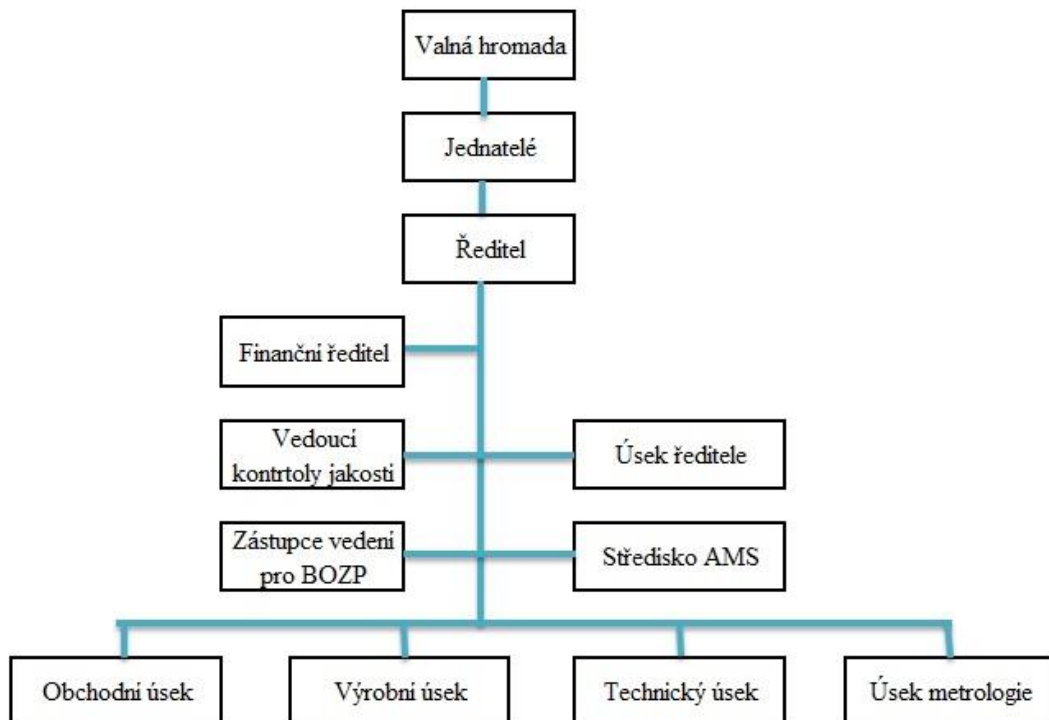 Valná hromada
Jednatelé
Ředitel
Finanční ředitel
Vedoucí
kontrtoly jakosti
Úsek ředitele
Zástupce vedení
pro BOZP
Středisko AMS
Obchodní úsek
Výrobní úsek
Technický úsek
Úsek metrologie